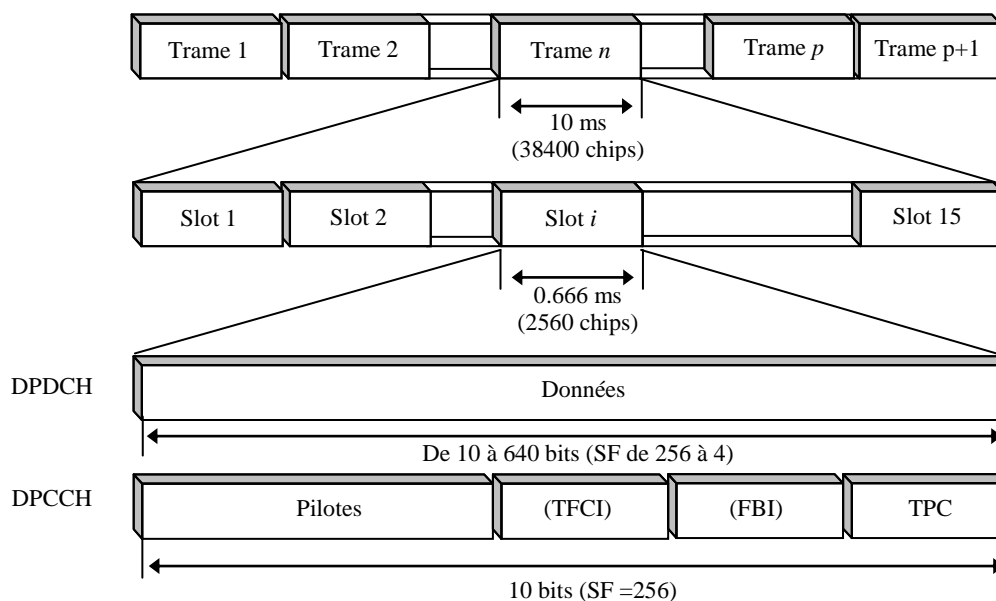 Trame 1 Trame 2 Trame n Trame p Trame p+1
10 ms
(38400 chips)
Slot 1 Slot 2 Slot i Slot 15
0.666 ms
(2560 chips)
DPDCH Données
De 10 à 640 bits (SF de 256 à 4)
DPCCH Pilotes (TFCI) (FBI) TPC
10 bits (SF =256)